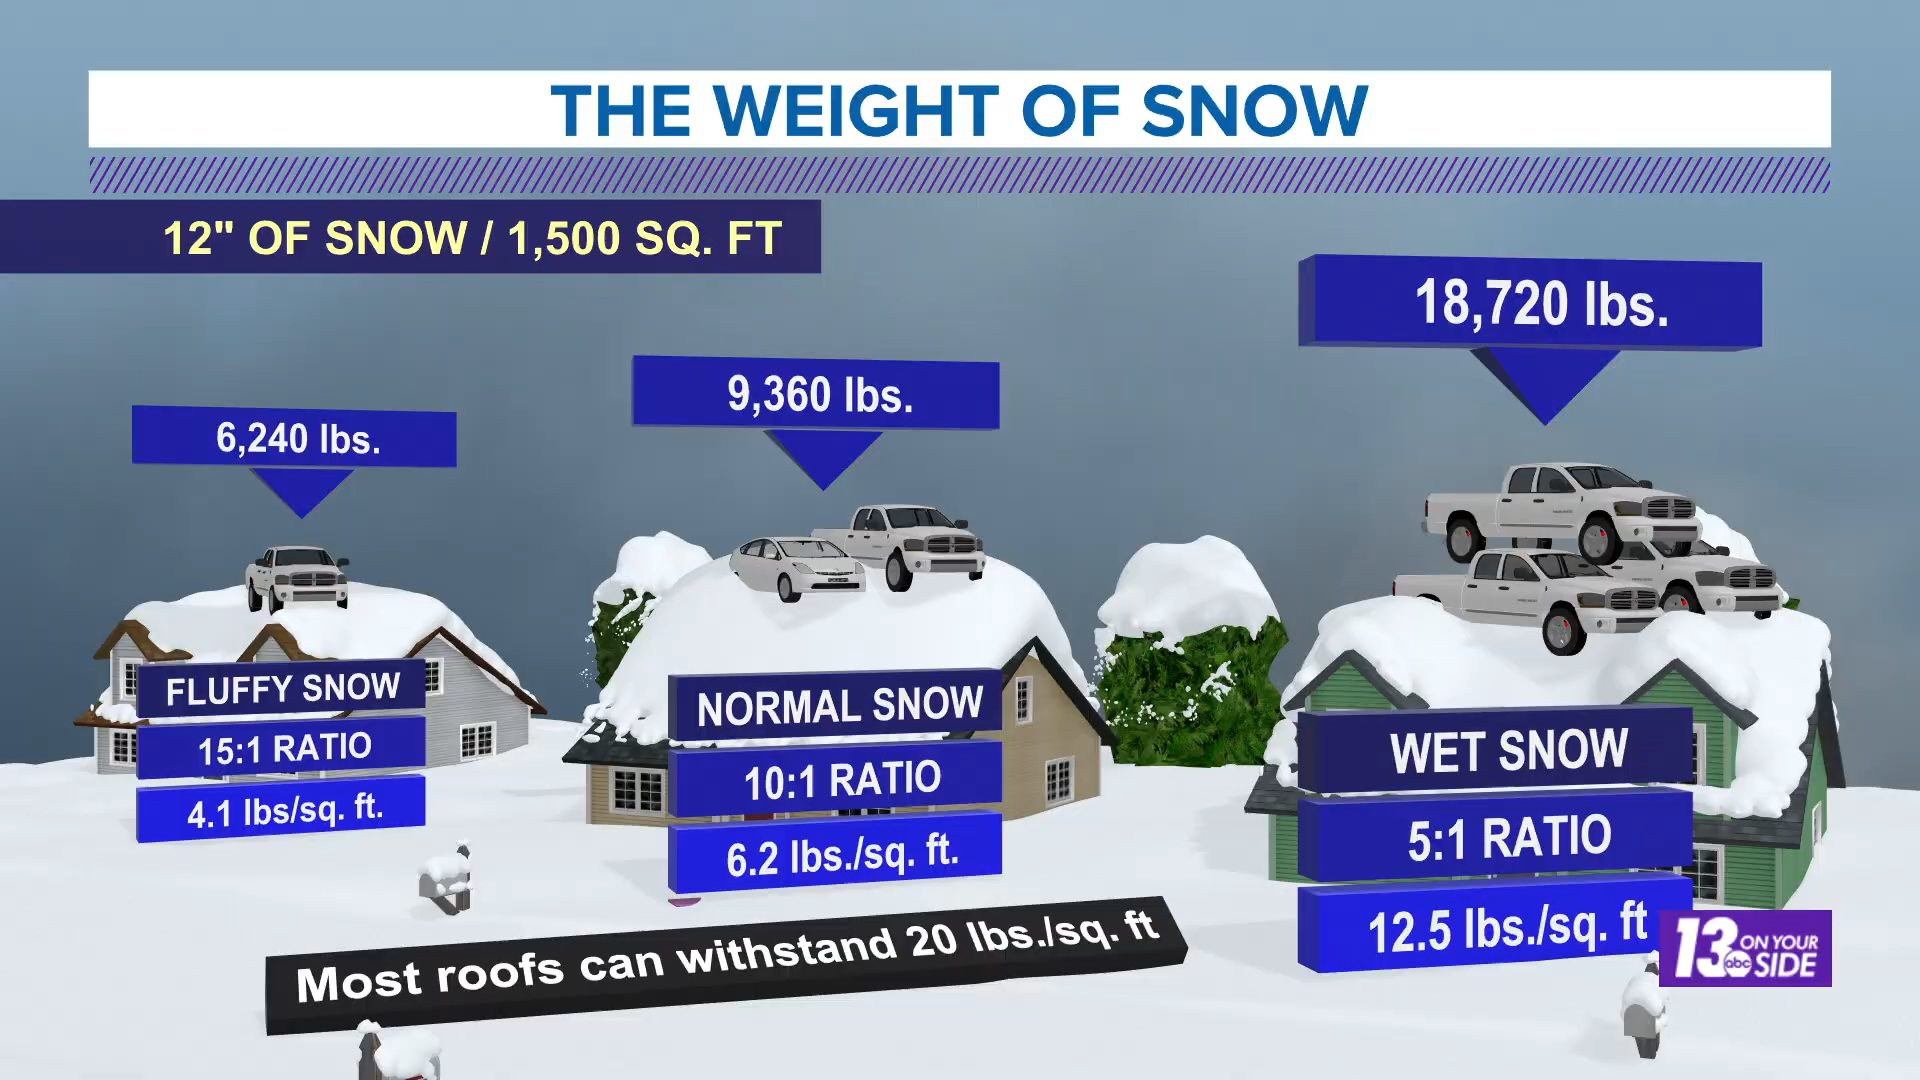 THE WEIGHT OF SNOW
12" OF SNOW / 1,500 SQ. FT
6,240 lbs.
FLUFFY SNOW
15:1 RATIO
4.1 lbs/sq. ft.
9,360 lbs.
NORMAL SNOW
10:1 RATIO
6.2 lbs./sq. ft.
18,720 lbs.
WET SNOW
5:1 RATIO
12.5 lbs./sq. ft
Most roofs can withstand 20 lbs./sq. ft
13 abc ON YOUR
SIDE